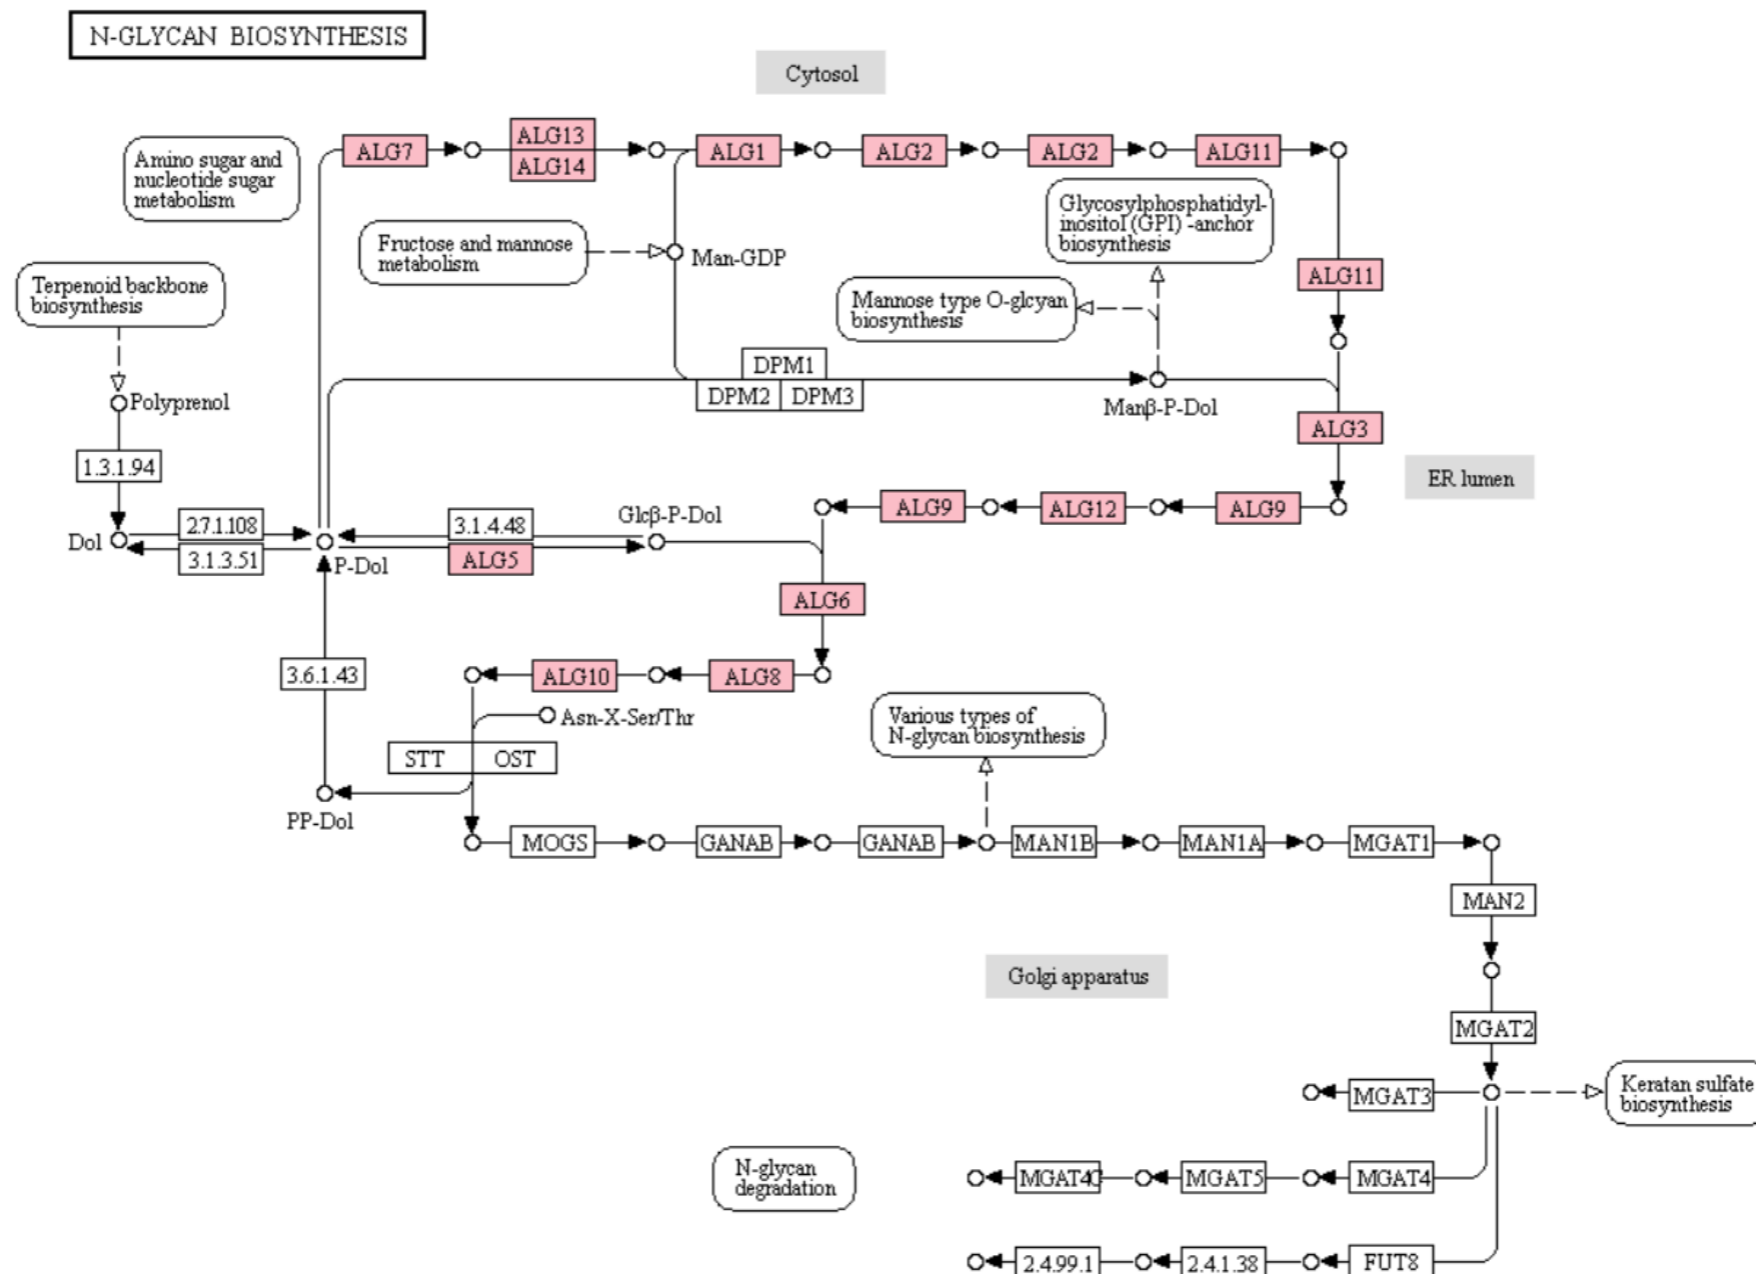 N-GLYCAN BIOSYNTHESIS
Cytosol
Amino sugar and
nucleotide sugar
metabolism
ALG7
ALG13
ALG14
ALG1
ALG2
ALG2
ALG11
Fructose and mannose
metabolism
Man-GDP
Glycosylphosphatidyl-
inositol (GPI) -anchor
biosynthesis
Terpenoid backbone
biosynthesis
Mannose type O-glcyan
biosynthesis
ALG11
DPM1
DPM2
DPM3
Polyprenol
Manβ-P-Dol
ALG3
1.3.1.94
ER lumen
ALG9
ALG12
ALG9
Glcβ-P-Dol
2.7.1.108
3.1.4.48
Dol
3.1.3.51
P-Dol
ALG5
ALG6
3.6.1.43
ALG10
ALG8
Asn-X-Ser/Thr
Various types of
N-glycan biosynthesis
STT
OST
PP-Dol
MOGS
GANAB
GANAB
MAN1B
MAN1A
MGAT1
MAN2
Golgi apparatus
MGAT2
MGAT3
Keratan sulfate
biosynthesis
N-glycan
degradation
MGAT4C
MGAT5
MGAT4
2.4.99.1
2.4.1.38
FUT8